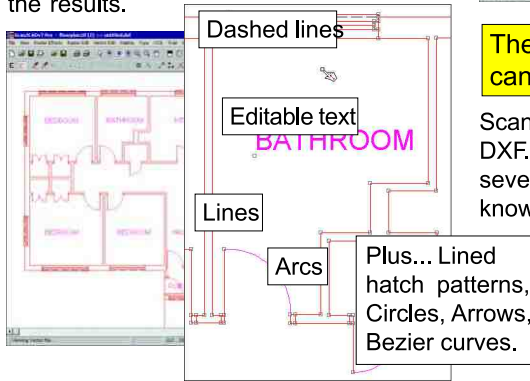 the results.
Dashed lines
Editable text
BATHROOM
Lines
Arcs
BEDROOM
BATHROOM
BEDROOM
BEDROOM
The
can
Scan
DXF.
seve
know
Plus... Lined
hatch patterns,
Circles, Arrows,
Bezier curves.